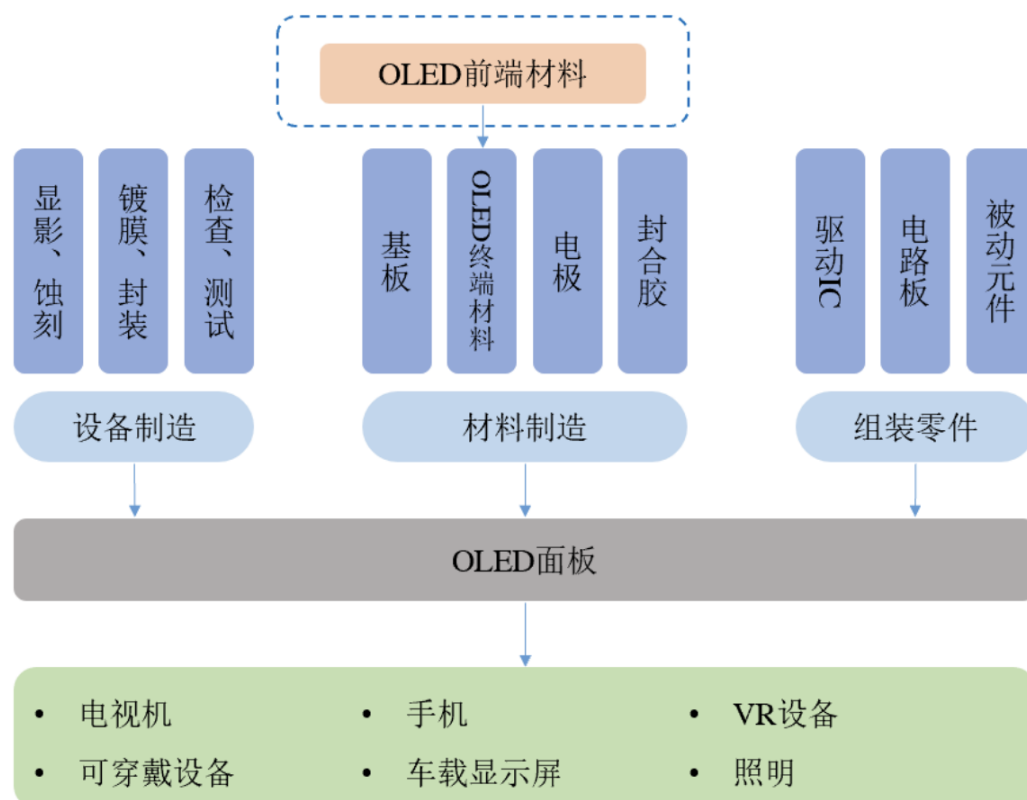 OLED前端材料
显影、蚀刻
镀膜、封装
检查、测试
基板
OLED终端材料
电极
封合胶
驱动IC
电路板
被动元件
设备制造
材料制造
组装零件
OLED面板
• 电视机
• 手机
• VR设备
• 可穿戴设备
• 车载显示屏
• 照明